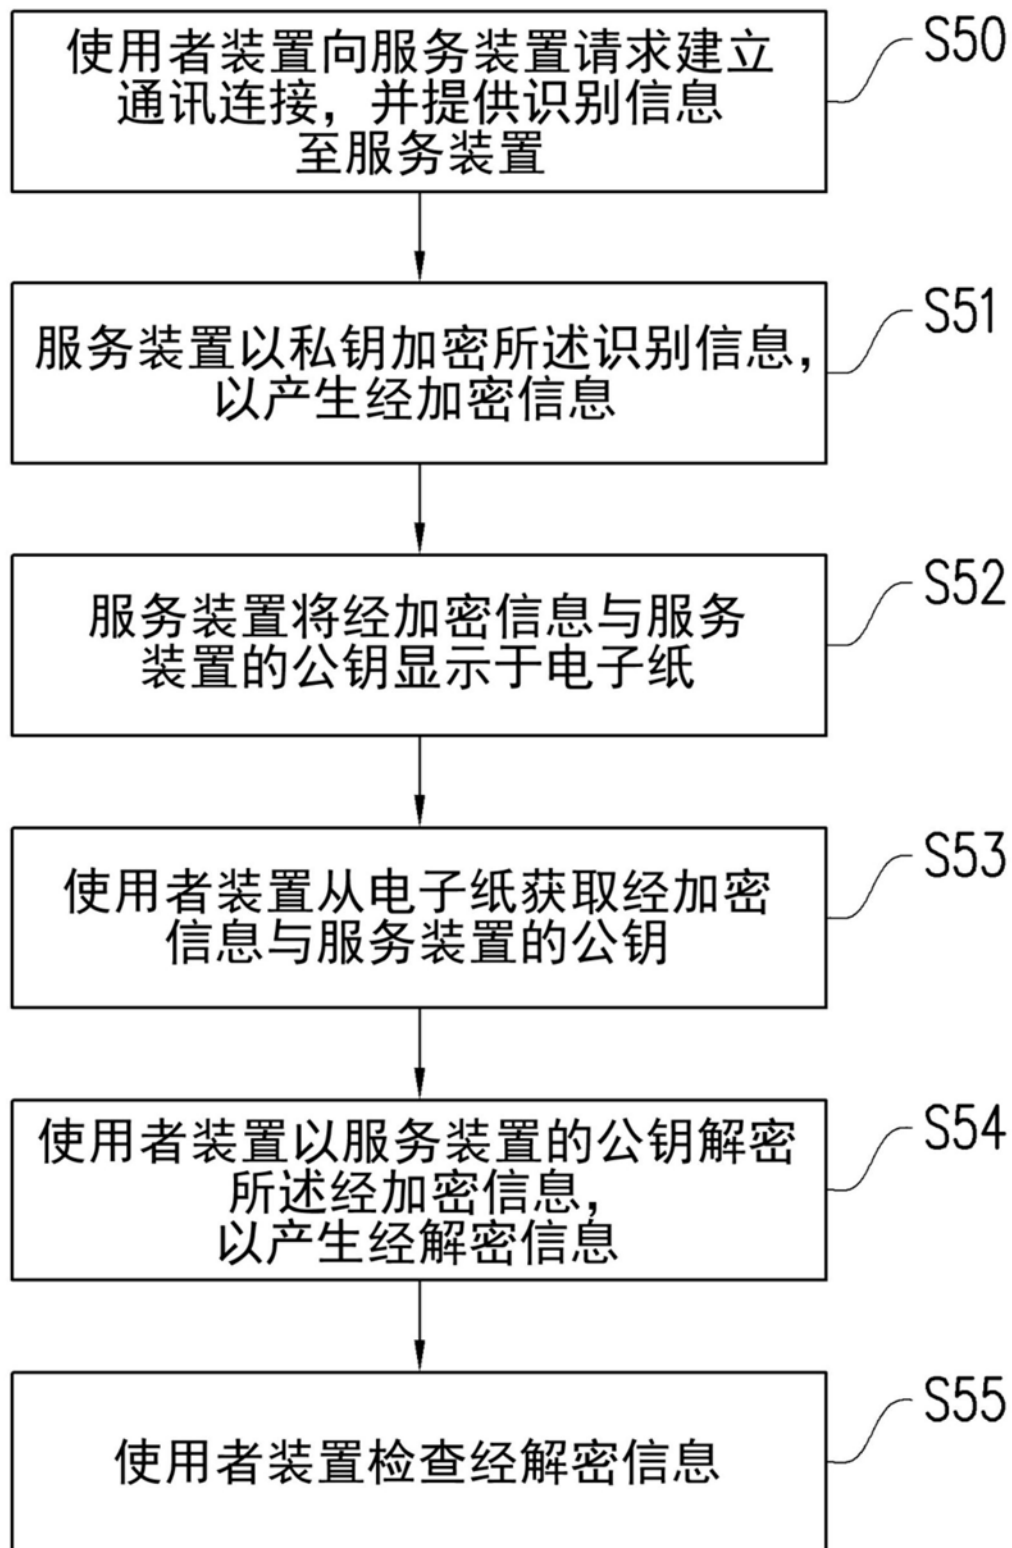 使用者装置向服务装置请求建立
通讯连接，并提供识别信息
至服务装置
S50
服务装置以私钥加密所述识别信息，
以产生经加密信息
S51
服务装置将经加密信息与服务
装置的公钥显示于电子纸
S52
使用者装置从电子纸获取经加密
信息与服务装置的公钥
S53
使用者装置以服务装置的公钥解密
所述经加密信息，
以产生经解密信息
S54
使用者装置检查经解密信息
S55